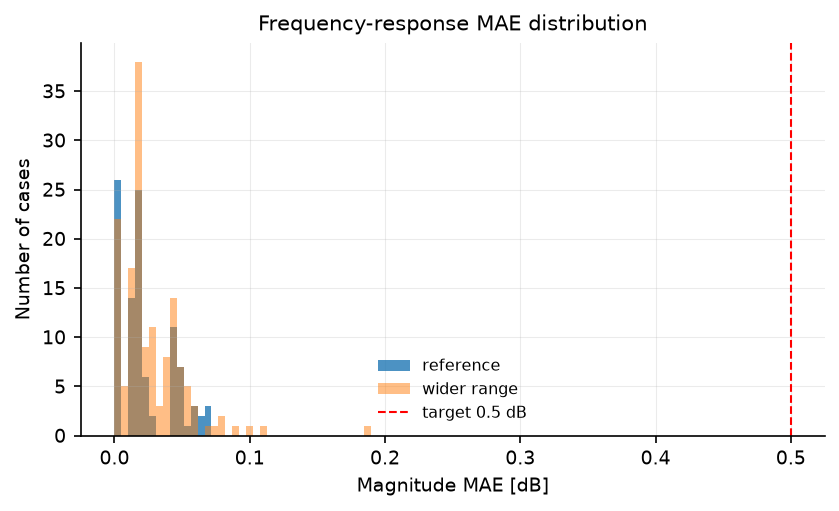 Frequency-response MAE distribution
Number of cases
35
30
25
20
15
10
5
0
reference
wider range
target 0.5 dB
0.0 0.1 0.2 0.3 0.4 0.5
Magnitude MAE [dB]